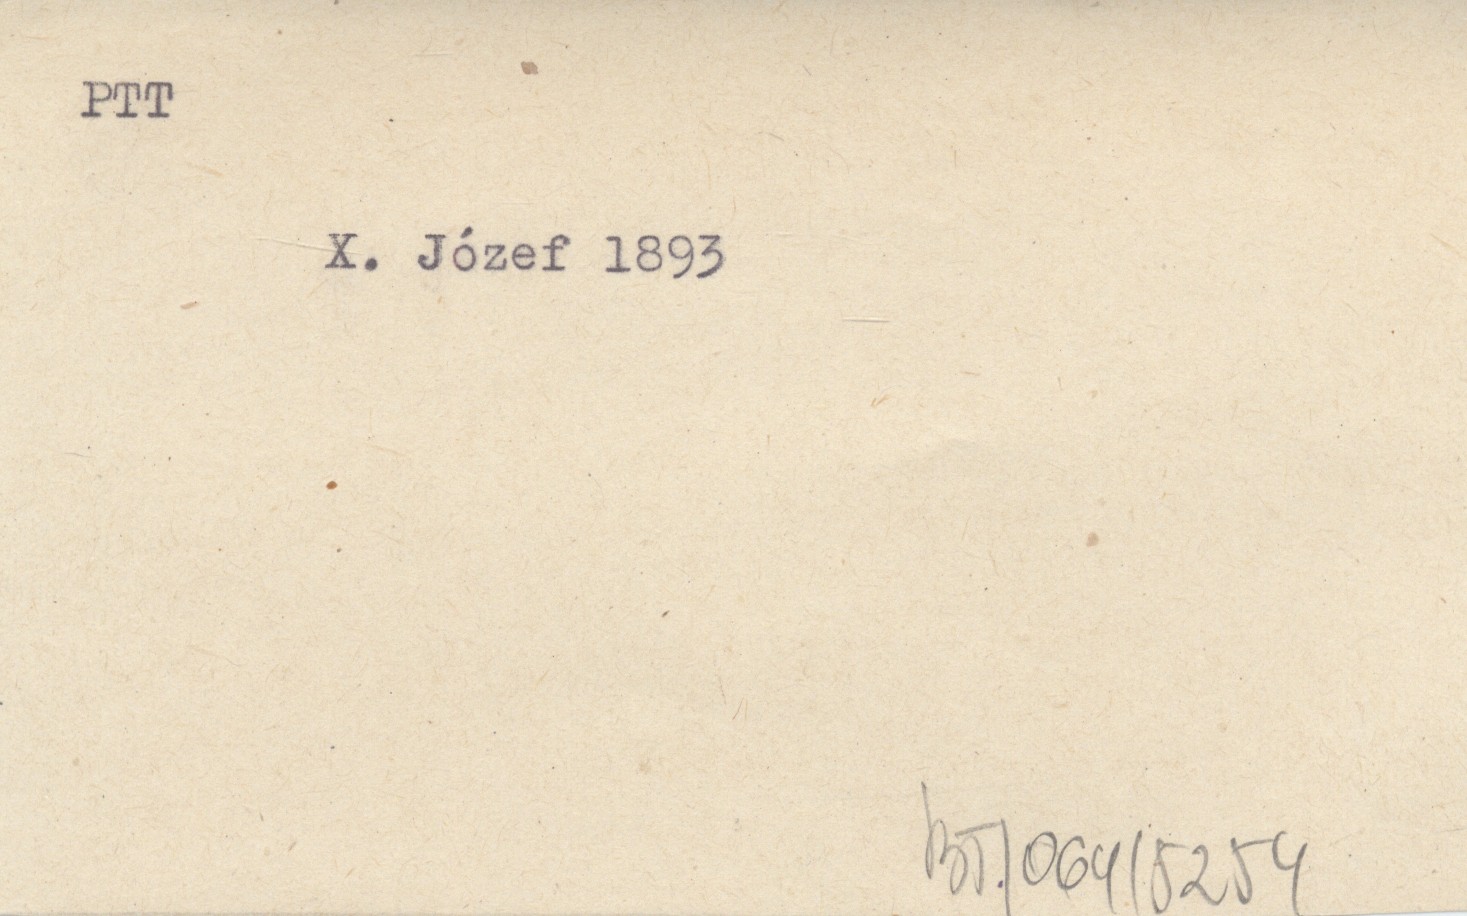 PTT
X. Józef 1893
BT./064/5254